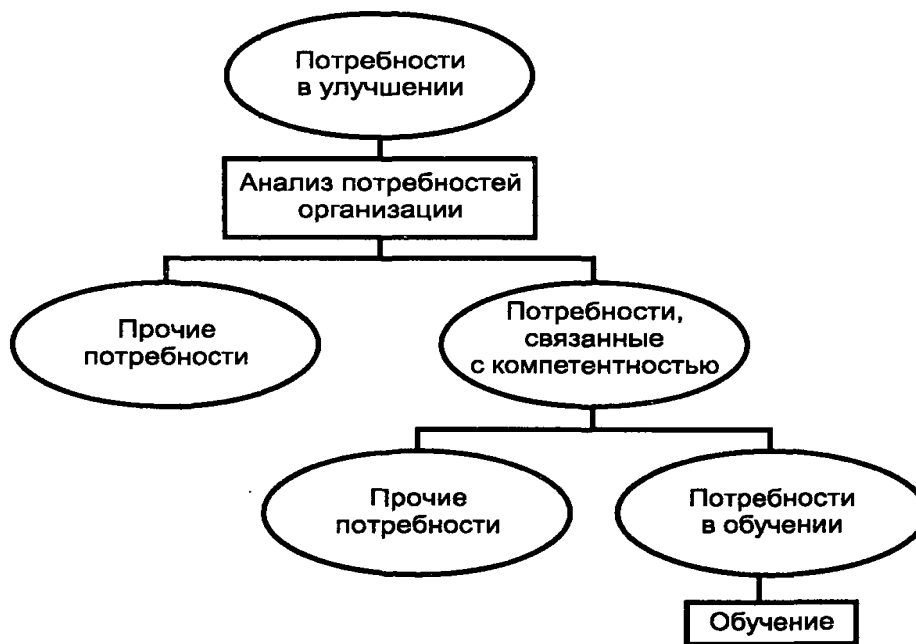 Потребности
в улучшении
Анализ потребностей
организации
Прочие
потребности
Потребности,
связанные
с компетентностью
Прочие
потребности
Потребности
в обучении
Обучение